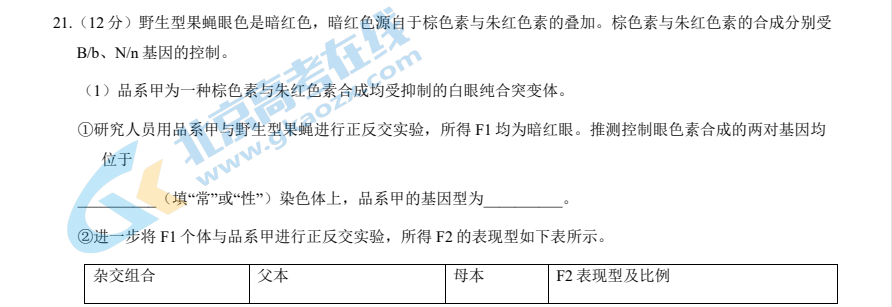 21.（12 分）野生型果蝇眼色是暗红色，暗红色源自于棕色素与朱红色素的叠加。棕色素与朱红色素的合成分别受
B/b、N/n 基因的控制。
（1）品系甲为一种棕色素与朱红色素合成均受抑制的白眼纯合突变体。
①研究人员用品系甲与野生型果蝇进行正反交实验，所得 F1 均为暗红眼。推测控制眼色素合成的两对基因均
位于
__________（填“常”或“性”）染色体上，品系甲的基因型为__________。
②进一步将 F1 个体与品系甲进行正反交实验，所得 F2 的表现型如下表所示。
杂交组合 父本 母本 F2 表现型及比例
北京高考在线
www.gkaozx.com